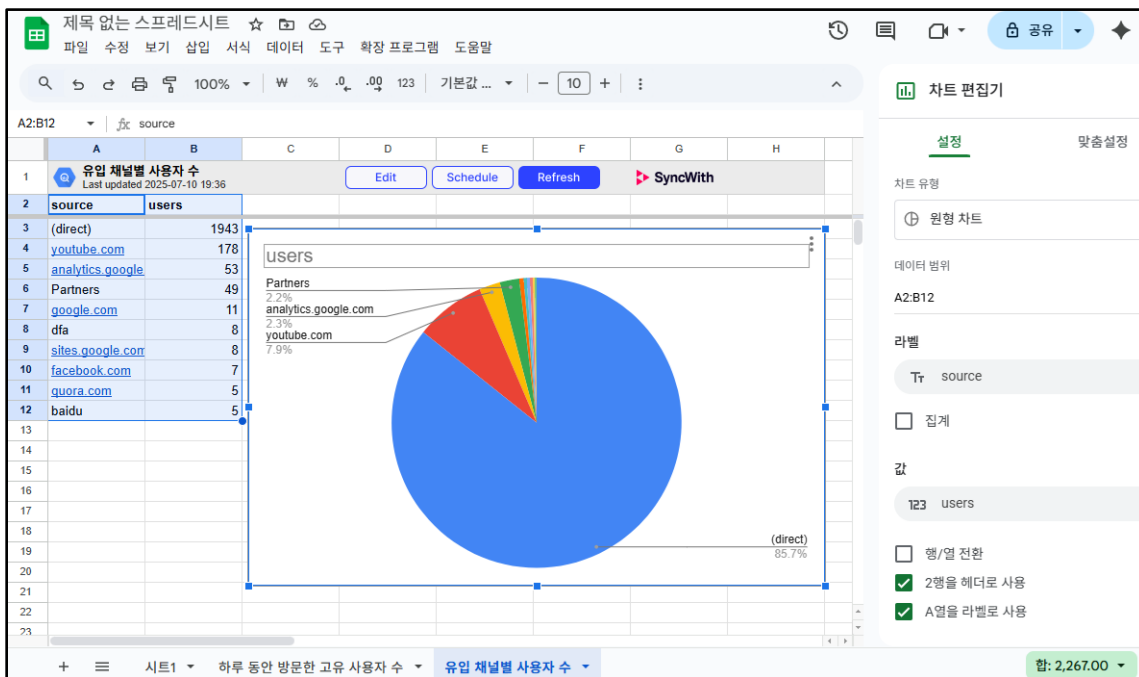 제목 없는 스프레드시트
파일 수정 보기 삽입 서식 데이터 도구 확장 프로그램 도움말
공유
100% ₩ % .0 .00 123 기본값 ... − 10 +
A2:B12 fx source
A B C D E F G H
1 유입 채널별 사용자 수
Last updated 2025-07-10 19:36
Edit Schedule Refresh SyncWith
2 source users
3 (direct) 1943
4 youtube.com 178
5 analytics.google 53
6 Partners 49
7 google.com 11
8 dfa 8
9 sites.google.com 8
10 facebook.com 7
11 quora.com 5
12 baidu 5
13
14
15
16
17
18
19
20
21
22
23
users
Partners
2.2%
analytics.google.com
2.3%
youtube.com
7.9%
(direct)
85.7%
차트 편집기
설정 맞춤설정
차트 유형
원형 차트
데이터 범위
A2:B12
라벨
Tт source
집계
값
123 users
행/열 전환
2행을 헤더로 사용
A열을 라벨로 사용
+ 시트1 하루 동안 방문한 고유 사용자 수 유입 채널별 사용자 수
합: 2,267.00